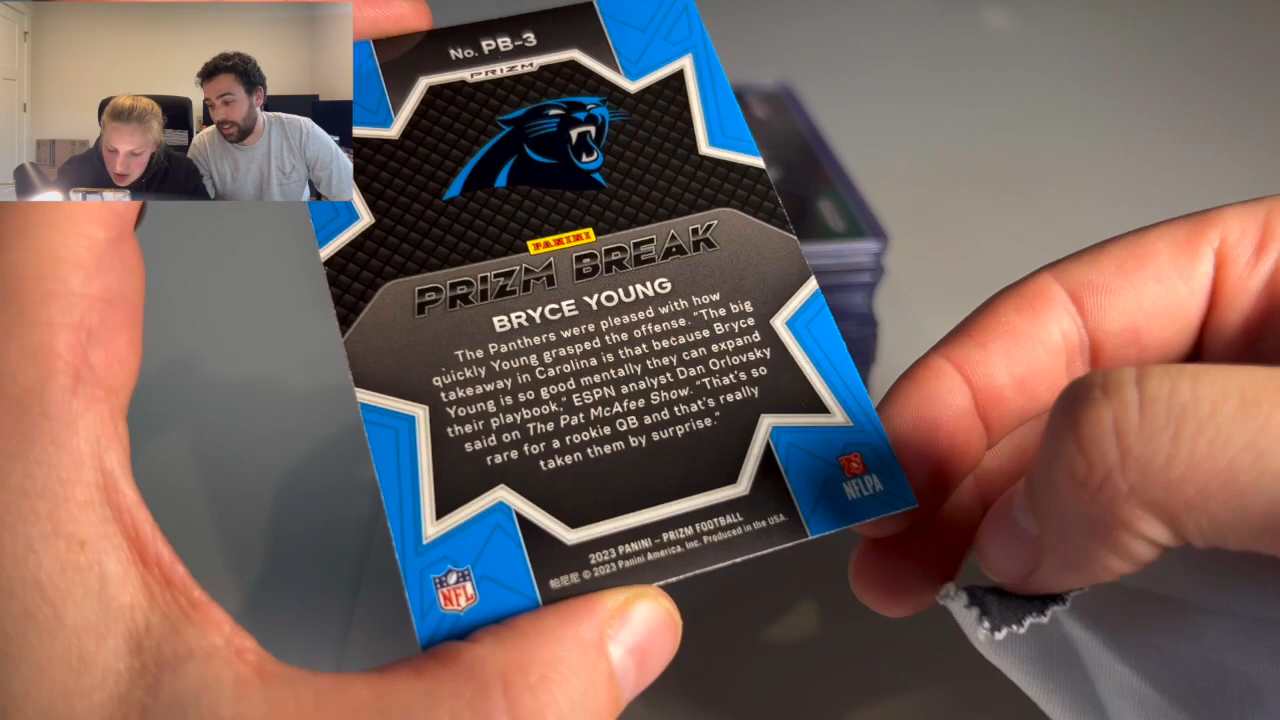 No. PB-3
PRIZM
PANINI
PRIZM BREAK
BRYCE YOUNG
The Panthers were pleased with how
quickly Young grasped the offense. "The big
takeaway in Carolina is that because Bryce
Young is so good mentally they can expand
their playbook," ESPN analyst Dan Orlovsky
said on The Pat McAfee Show. "That's so
rare for a rookie QB and that's really
taken them by surprise."
NFLPA
2023 PANINI – PRIZM FOOTBALL
帕尼尼 © 2023 Panini America, Inc. Produced in the USA.
NFL